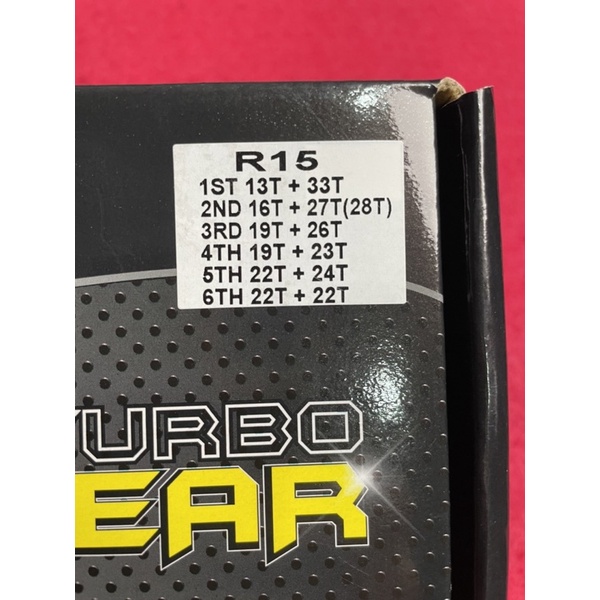 R15
1ST 13T + 33T
2ND 16T + 27T(28T)
3RD 19T + 26T
4TH 19T + 23T
5TH 22T + 24T
6TH 22T + 22T
URBO
EAR